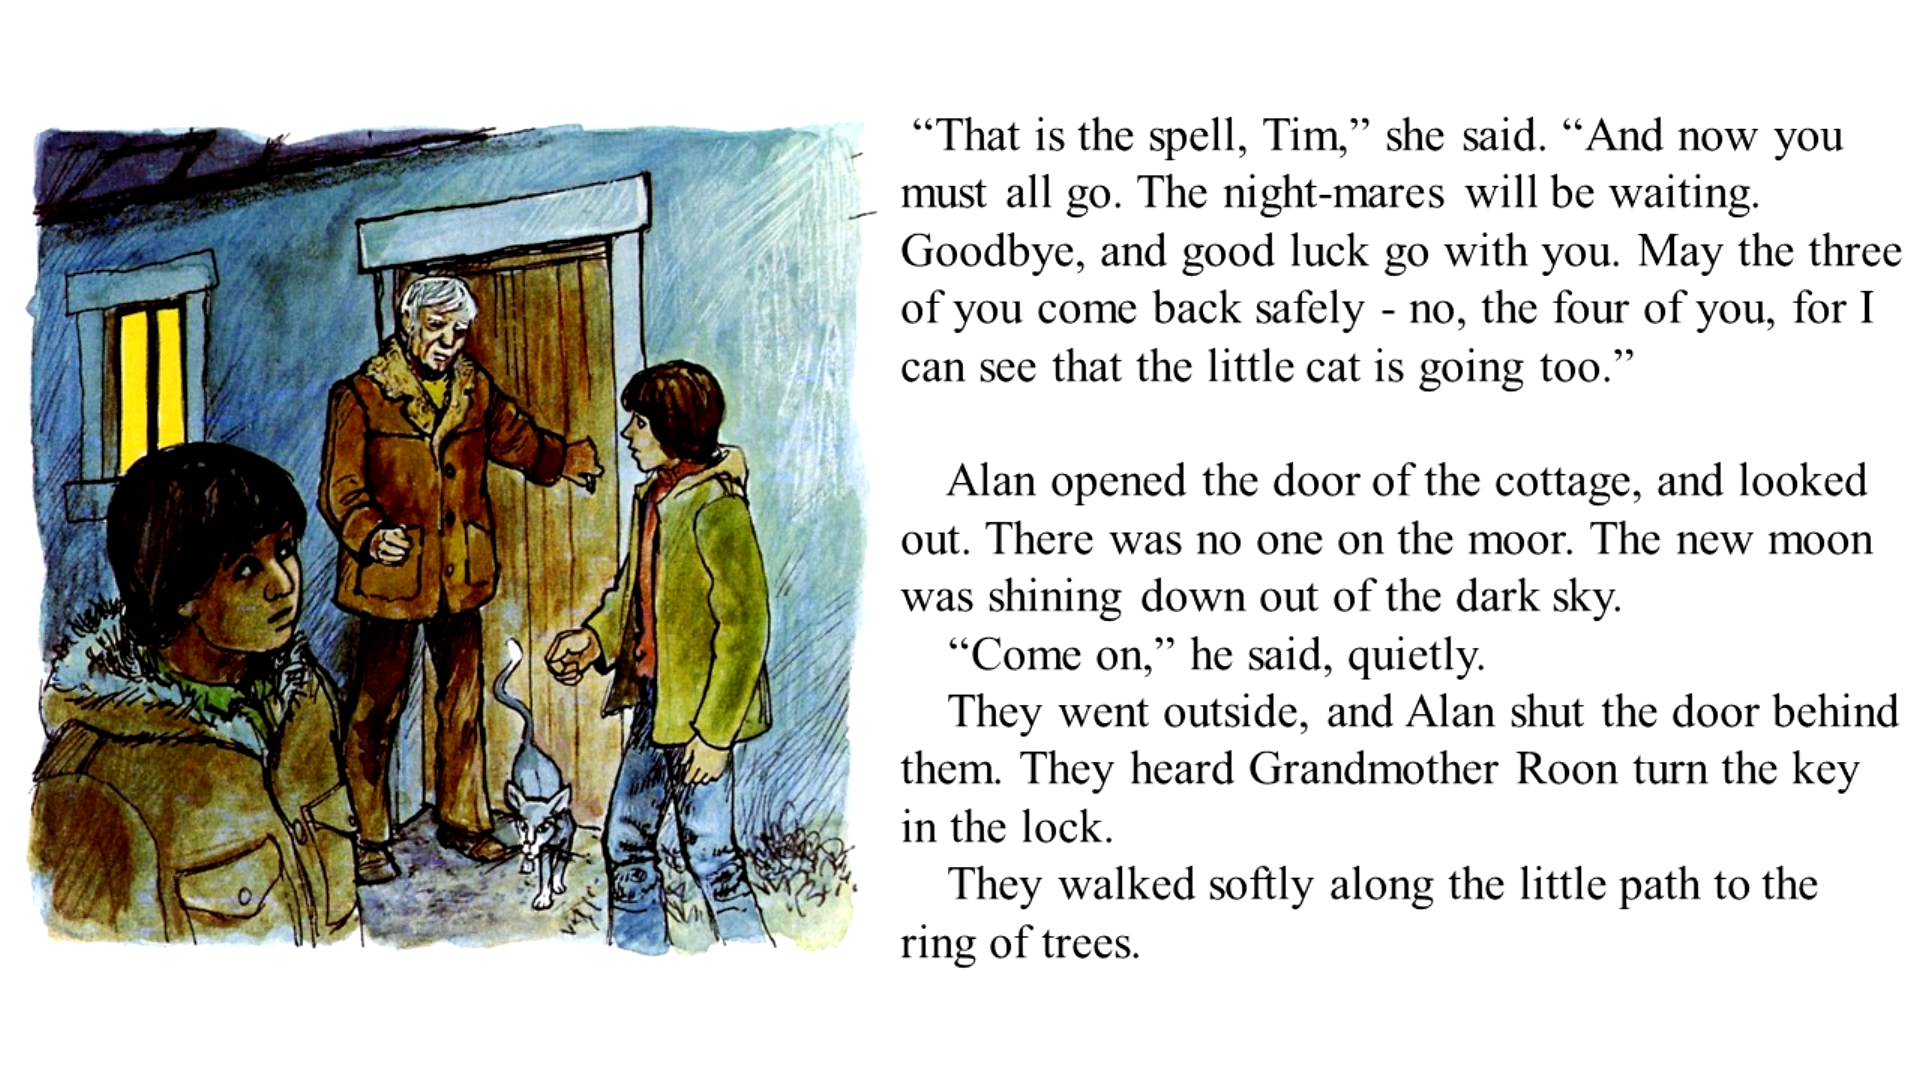 “That is the spell, Tim,” she said. “And now you
must all go. The night-mares will be waiting.
Goodbye, and good luck go with you. May the three
of you come back safely - no, the four of you, for I
can see that the little cat is going too.”
Alan opened the door of the cottage, and looked
out. There was no one on the moor. The new moon
was shining down out of the dark sky.
“Come on,” he said, quietly.
They went outside, and Alan shut the door behind
them. They heard Grandmother Roon turn the key
in the lock.
They walked softly along the little path to the
ring of trees.